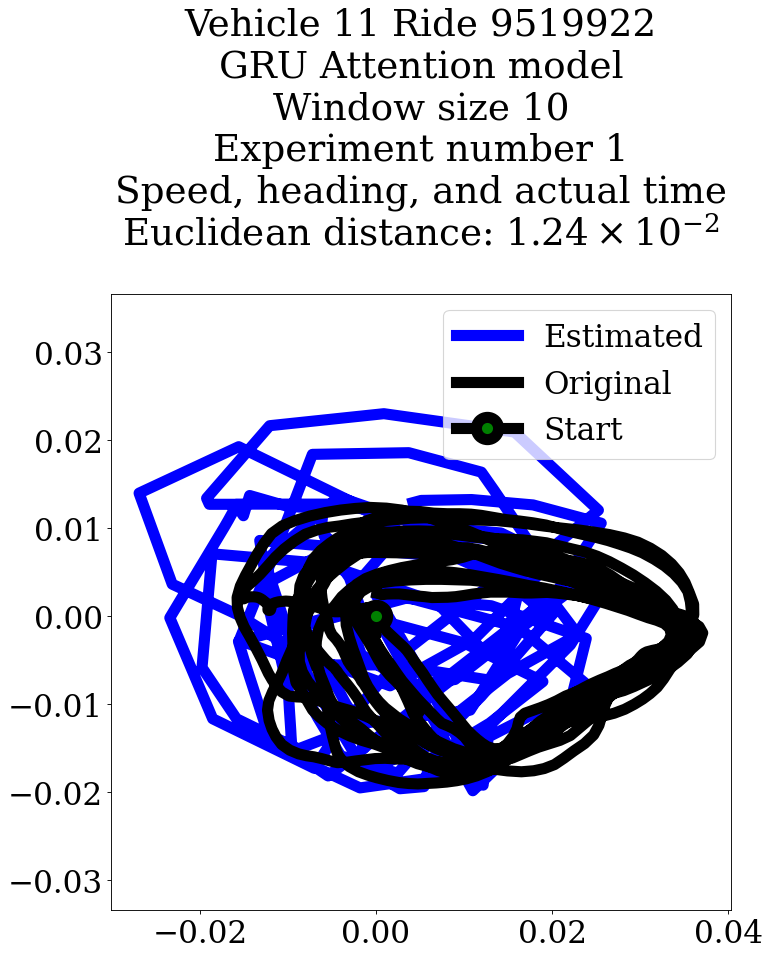 Vehicle 11 Ride 9519922
GRU Attention model
Window size 10
Experiment number 1
Speed, heading, and actual time
Euclidean distance: 1.24 × 10⁻²
Estimated
Original
Start
0.03
0.02
0.01
0.00
−0.01
−0.02
−0.03
−0.02
0.00
0.02
0.04